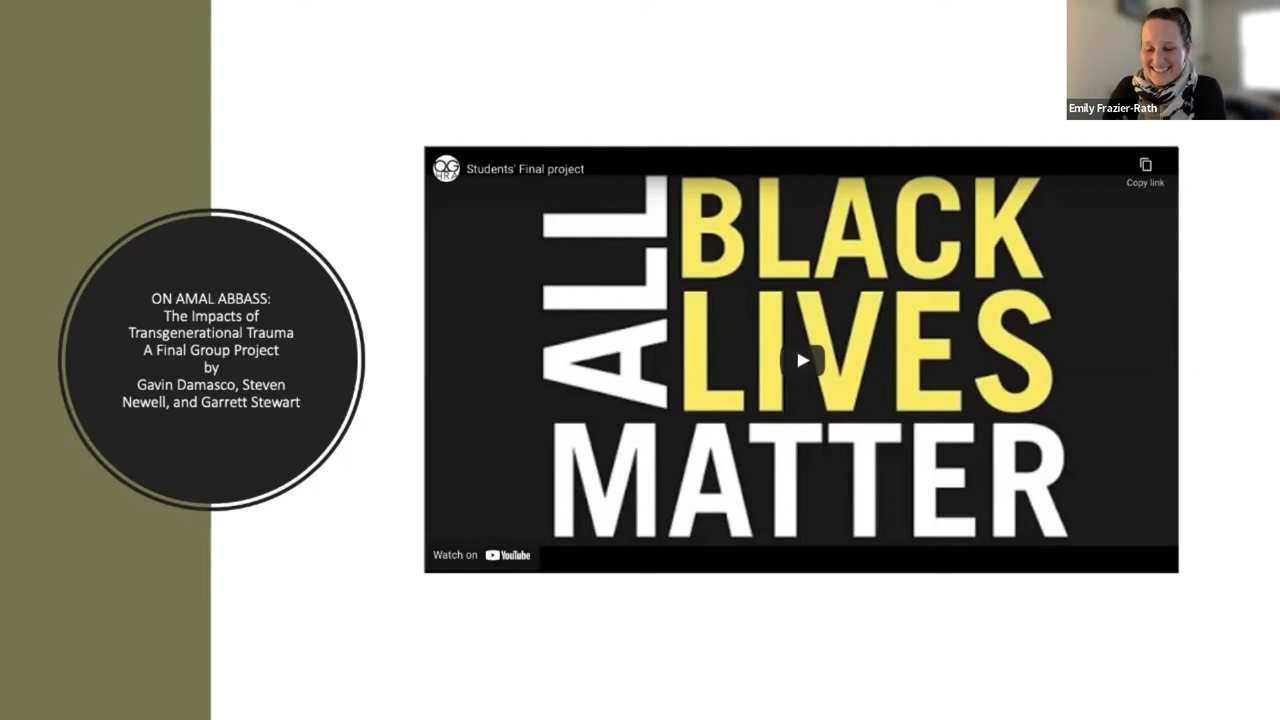 Emily Frazier-Rath
ON AMAL ABBASS:
The Impacts of
Transgenerational Trauma
A Final Group Project
by
Gavin Damasco, Steven
Newell, and Garrett Stewart
Students' Final project
Copy link
ALL
BLACK
LIVES
MATTER
Watch on YouTube